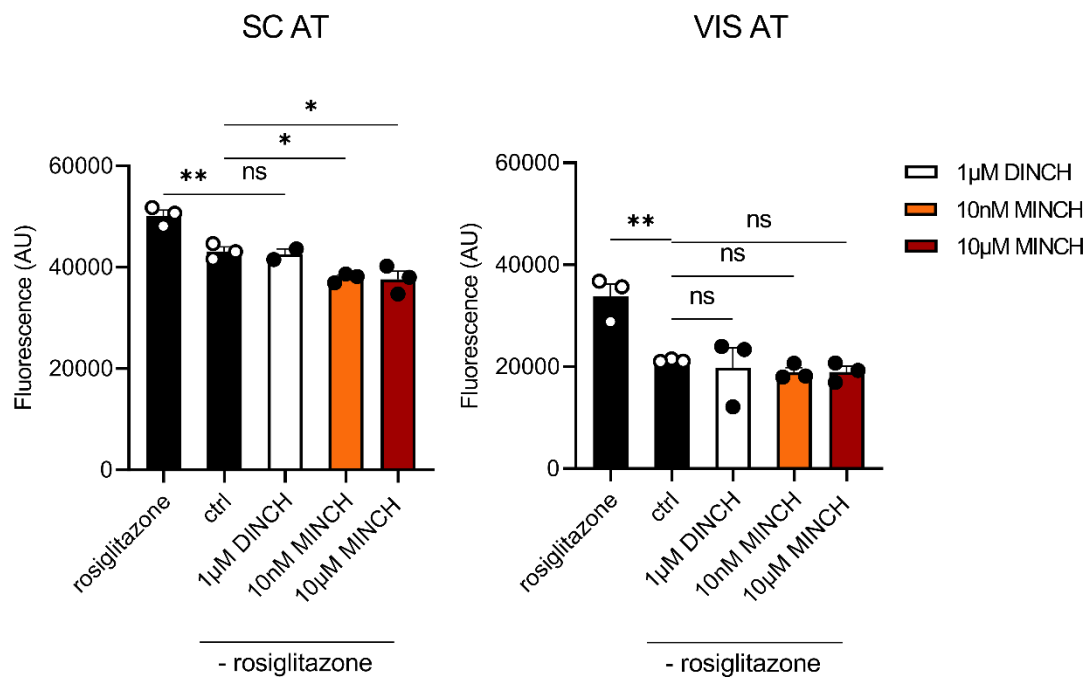 SC AT
VIS AT
*
*
** ns
60000
40000
20000
0
Fluorescence (AU)
rosiglitazone
ctrl
1µM DINCH
10nM MINCH
10µM MINCH
- rosiglitazone
**
ns
ns
ns
60000
40000
20000
0
Fluorescence (AU)
rosiglitazone
ctrl
1µM DINCH
10nM MINCH
10µM MINCH
- rosiglitazone
1µM DINCH
10nM MINCH
10µM MINCH